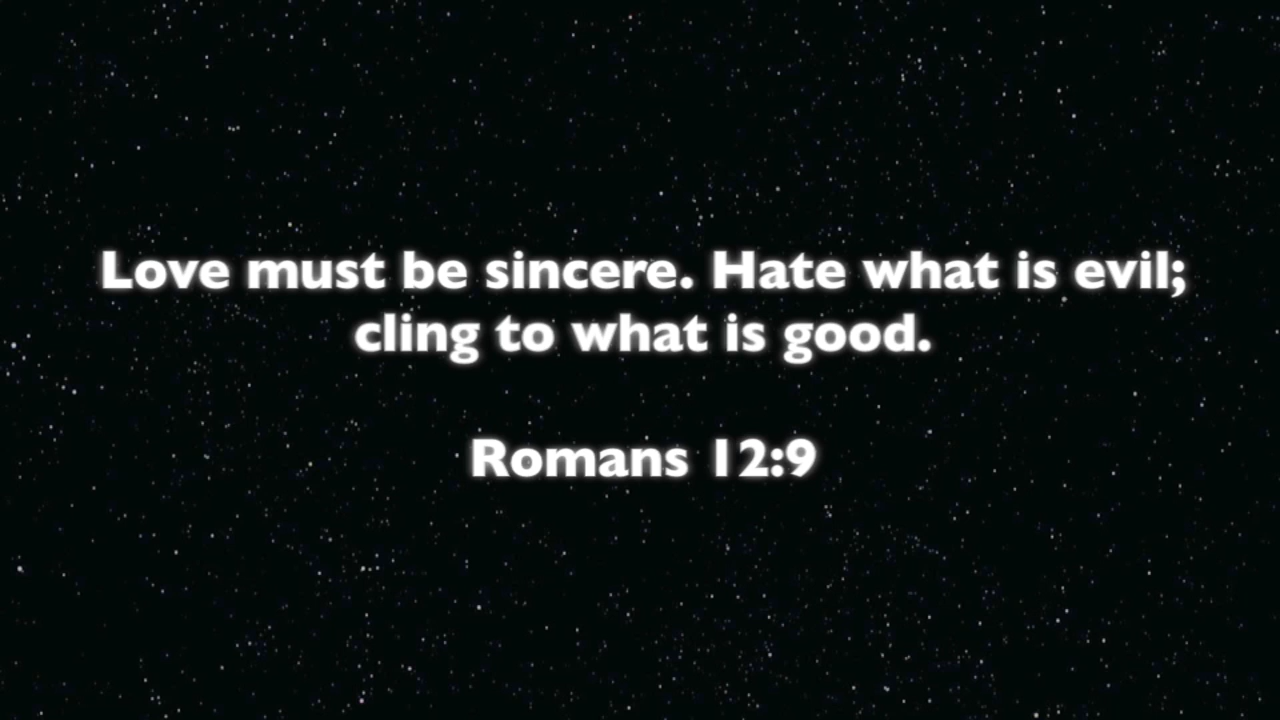 Love must be sincere. Hate what is evil;
cling to what is good.
Romans 12:9